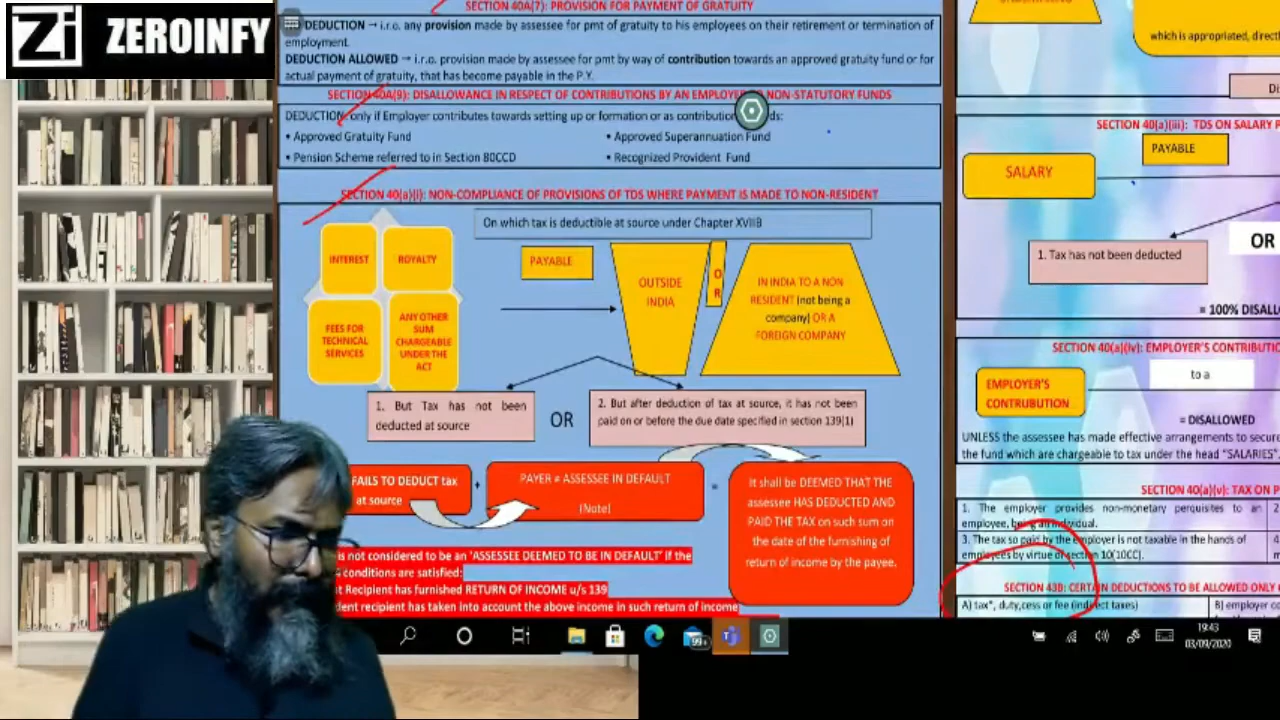 Zi ZEROINFY
SECTION 40A(7): PROVISION FOR PAYMENT OF GRATUITY
DEDUCTION → i.r.o. any provision made by assessee for pmt of gratuity to his employees on their retirement or termination of
employment.
DEDUCTION ALLOWED → i.r.o. provision made by assessee for pmt by way of contribution towards an approved gratuity fund or for
actual payment of gratuity, that has become payable in the P.Y.
SECTION 40A(9): DISALLOWANCE IN RESPECT OF CONTRIBUTIONS BY AN EMPLOYER NON-STATUTORY FUNDS
DEDUCTION: only if Employer contributes towards setting up or formation or as contribution
• Approved Gratuity Fund
• Approved Superannuation Fund
• Pension Scheme referred to in Section 80CCD
• Recognized Provident Fund
SECTION 40(a)(i): NON-COMPLIANCE OF PROVISIONS OF TDS WHERE PAYMENT IS MADE TO NON-RESIDENT
On which tax is deductible at source under Chapter XVIIB
INTEREST
ROYALTY
FEES FOR
TECHNICAL
SERVICES
ANY OTHER
SUM
CHARGEABLE
UNDER THE
ACT
PAYABLE
OUTSIDE
INDIA
O
R
IN INDIA TO A NON
RESIDENT (not being a
company) OR A
FOREIGN COMPANY
1. But Tax has not been
deducted at source
OR
2. But after deduction of tax at source, it has not been
paid on or before the due date specified in section 139(1)
FAILS TO DEDUCT tax
at source
+
PAYER ≠ ASSESSEE IN DEFAULT
(Note)
=
It shall be DEEMED THAT THE
assessee HAS DEDUCTED AND
PAID THE TAX on such sum on
the date of the furnishing of
return of income by the payee.
is not considered to be an 'ASSESSEE DEEMED TO BE IN DEFAULT' if the
conditions are satisfied:
Recipient has furnished RETURN OF INCOME u/s 139
dent recipient has taken into account the above income in such return of income
which is appropriated, direct
SECTION 40(a)(iii): TDS ON SALARY P
SALARY
PAYABLE
1. Tax has not been deducted
OR
= 100% DISALL
SECTION 40(a)(iv): EMPLOYER'S CONTRIBUTIO
EMPLOYER'S
CONTRIBUTION
to a
= DISALLOWED
UNLESS the assessee has made effective arrangements to secure
the fund which are chargeable to tax under the head "SALARIES".
SECTION 40(a)(v): TAX ON P
1. The employer provides non-monetary perquisites to an
employee, being an individual.
2.
3. The tax so paid by the employer is not taxable in the hands of
employees by virtue of section 10(10CC).
4
SECTION 43B: CERTAIN DEDUCTIONS TO BE ALLOWED ONLY
A) tax*, duty,cess or fee (indirect taxes)
B) employer co
99+
19:43
03/09/2020